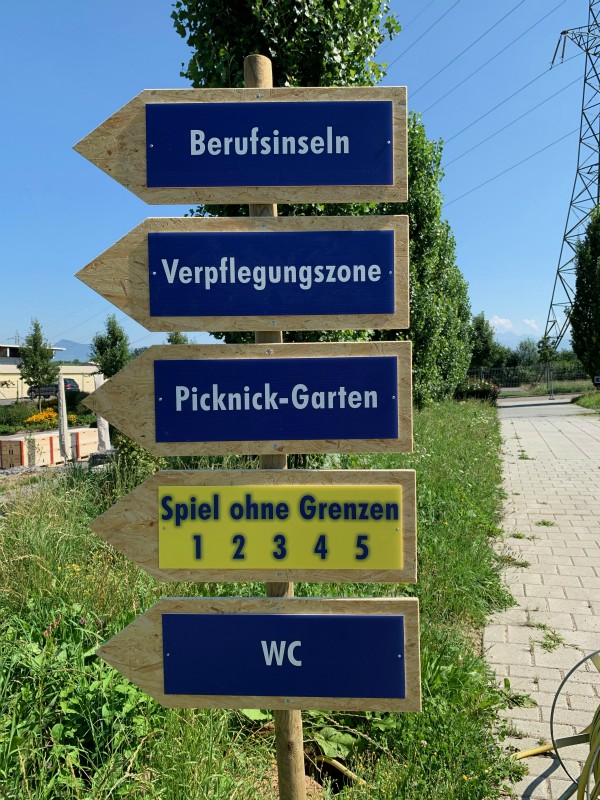 Berufsinseln
Verpflegungszone
Picknick-Garten
Spiel ohne Grenzen
1 2 3 4 5
WC